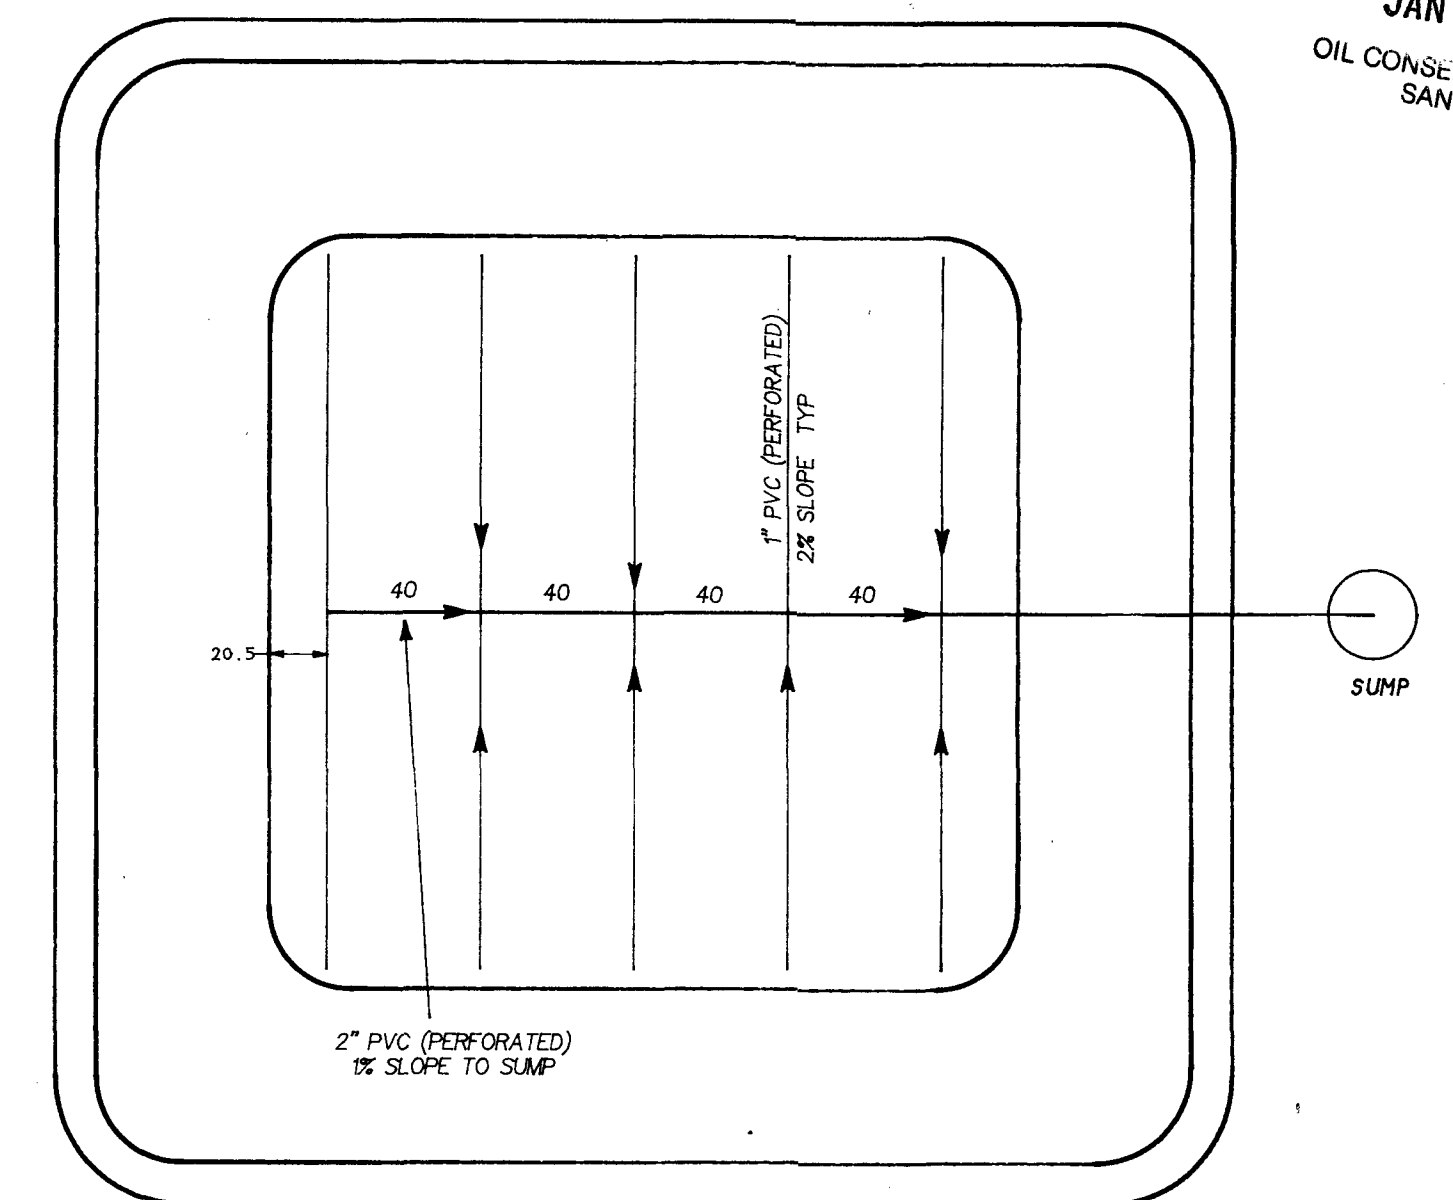 JAN
OIL CONSE
SAN
1" PVC (PERFORATED)
2% SLOPE TYP
40
40
40
40
20.5
SUMP
2" PVC (PERFORATED)
1% SLOPE TO SUMP